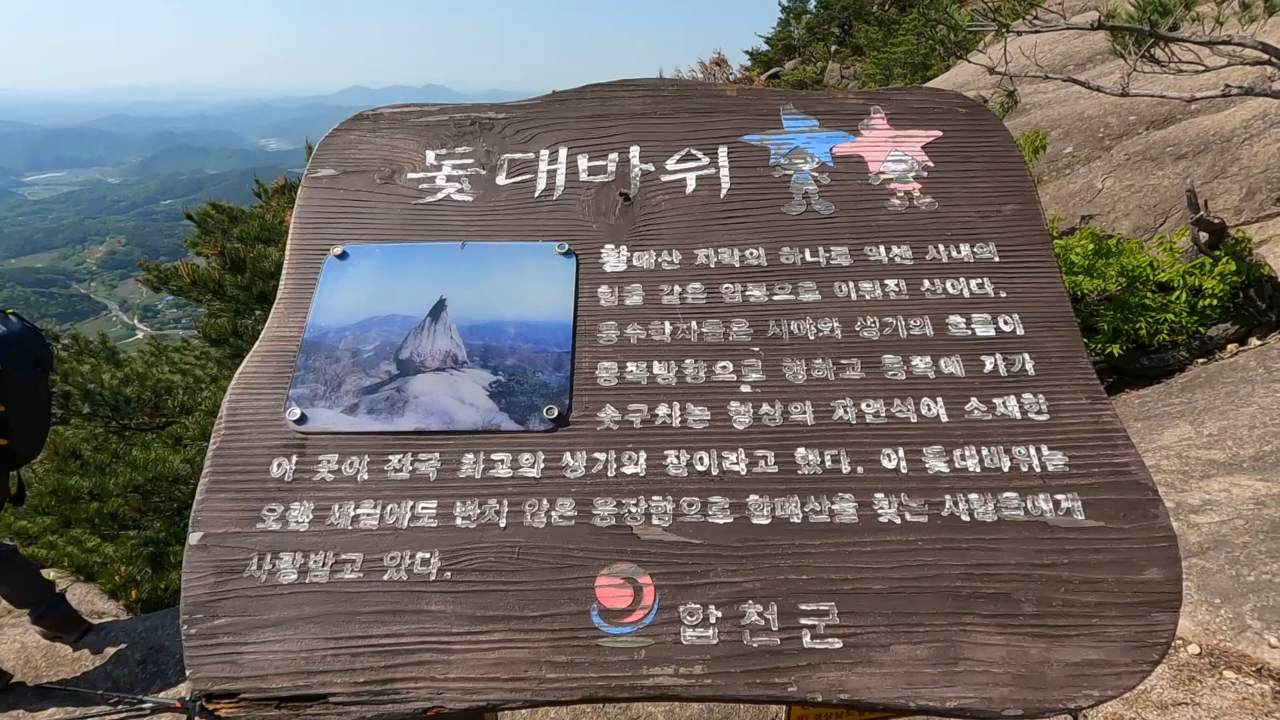 돛대바위
황매산 자락의 하나로 억센 사내의
힘줄 같은 암릉으로 이뤄진 산이다.
풍수학자들은 시야와 생기의 흐름이
동쪽방향으로 향하고 동쪽에 가가
솟구치는 형상의 자연석이 소재한
이 곳이 전국 최고의 생기의 장이라고 했다. 이 돛대바위는
오랜 세월에도 변치 않은 웅장함으로 황매산을 찾는 사람들에게
사랑받고 있다.
합천군